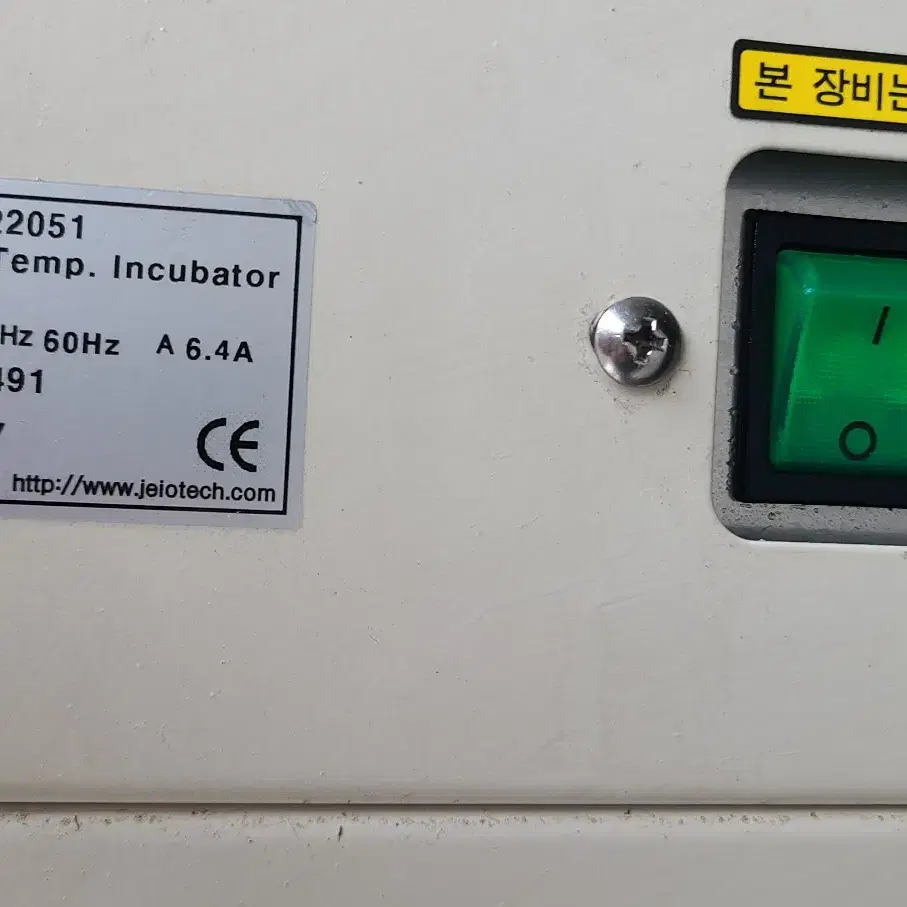 22051
Temp. Incubator
Hz 60Hz A 6.4A
491
CE
http://www.jeiotech.com
본 장비는
I
O